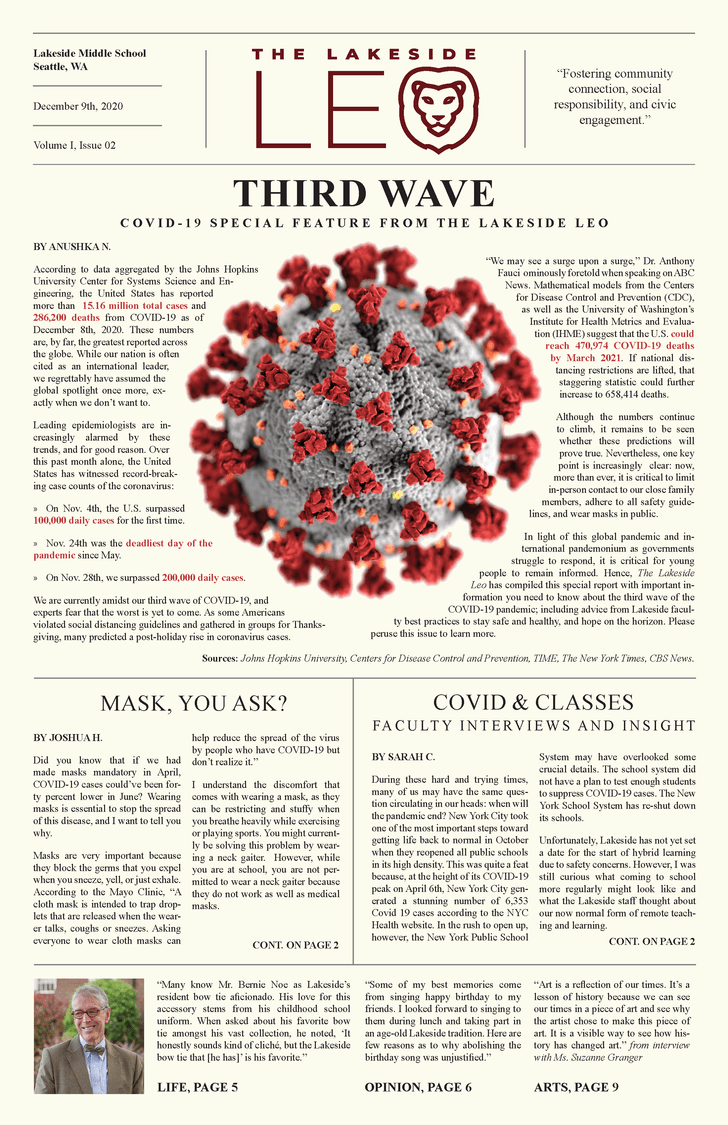 Lakeside Middle School
Seattle, WA
December 9th, 2020
Volume I, Issue 02
THE LAKESIDE
LEO
“Fostering community
connection, social
responsibility, and civic
engagement.”
THIRD WAVE
COVID-19 SPECIAL FEATURE FROM THE LAKESIDE LEO
BY ANUSHKA N.
According to data aggregated by the Johns Hopkins
University Center for Systems Science and En-
gineering, the United States has reported
more than 15.16 million total cases and
286,200 deaths from COVID-19 as of
December 8th, 2020. These numbers
are, by far, the greatest reported across
the globe. While our nation is often
cited as an international leader,
we regrettably have assumed the
global spotlight once more, ex-
actly when we don’t want to.
Leading epidemiologists are in-
creasingly alarmed by these
trends, and for good reason. Over
this past month alone, the United
States has witnessed record-break-
ing case counts of the coronavirus:
» On Nov. 4th, the U.S. surpassed
100,000 daily cases for the first time.
» Nov. 24th was the deadliest day of the
pandemic since May.
» On Nov. 28th, we surpassed 200,000 daily cases.
We are currently amidst our third wave of COVID-19, and
experts fear that the worst is yet to come. As some Americans
violated social distancing guidelines and gathered in groups for Thanks-
giving, many predicted a post-holiday rise in coronavirus cases.
“We may see a surge upon a surge,” Dr. Anthony
Fauci ominously foretold when speaking on ABC
News. Mathematical models from the Centers
for Disease Control and Prevention (CDC),
as well as the University of Washington’s
Institute for Health Metrics and Evalua-
tion (IHME) suggest that the U.S. could
reach 470,974 COVID-19 deaths
by March 2021. If national dis-
tancing restrictions are lifted, that
staggering statistic could further
increase to 658,414 deaths.
Although the numbers continue
to climb, it remains to be seen
whether these predictions will
prove true. Nevertheless, one key
point is increasingly clear: now,
more than ever, it is critical to limit
in-person contact to our close family
members, adhere to all safety guide-
lines, and wear masks in public.
In light of this global pandemic and in-
ternational pandemonium as governments
struggle to respond, it is critical for young
people to remain informed. Hence, The Lakeside
Leo has compiled this special report with important in-
formation you need to know about the third wave of the
COVID-19 pandemic; including advice from Lakeside facul-
ty best practices to stay safe and healthy, and hope on the horizon. Please
peruse this issue to learn more.
Sources: Johns Hopkins University, Centers for Disease Control and Prevention, TIME, The New York Times, CBS News.
MASK, YOU ASK?
BY JOSHUA H.
Did you know that if we had
made masks mandatory in April,
COVID-19 cases could’ve been for-
ty percent lower in June? Wearing
masks is essential to stop the spread
of this disease, and I want to tell you
why.
Masks are very important because
they block the germs that you expel
when you sneeze, yell, or just exhale.
According to the Mayo Clinic, “A
cloth mask is intended to trap drop-
lets that are released when the wear-
er talks, coughs or sneezes. Asking
everyone to wear cloth masks can
help reduce the spread of the virus
by people who have COVID-19 but
don’t realize it.”
I understand the discomfort that
comes with wearing a mask, as they
can be restricting and stuffy when
you breathe heavily while exercising
or playing sports. You might current-
ly be solving this problem by wear-
ing a neck gaiter. However, while
you are at school, you are not per-
mitted to wear a neck gaiter because
they do not work as well as medical
masks.
CONT. ON PAGE 2
COVID & CLASSES
FACULTY INTERVIEWS AND INSIGHT
BY SARAH C.
During these hard and trying times,
many of us may have the same ques-
tion circulating in our heads: when will
the pandemic end? New York City took
one of the most important steps toward
getting life back to normal in October
when they reopened all public schools
in its high density. This was quite a feat
because, at the height of its COVID-19
peak on April 6th, New York City gen-
erated a stunning number of 6,353
Covid 19 cases according to the NYC
Health website. In the rush to open up,
however, the New York Public School
System may have overlooked some
crucial details. The school system did
not have a plan to test enough students
to suppress COVID-19 cases. The New
York School System has re-shut down
its schools.
Unfortunately, Lakeside has not yet set
a date for the start of hybrid learning
due to safety concerns. However, I was
still curious what coming to school
more regularly might look like and
what the Lakeside staff thought about
our now normal form of remote teach-
ing and learning.
CONT. ON PAGE 2
“Many know Mr. Bernie Noe as Lakeside’s
resident bow tie aficionado. His love for this
accessory stems from his childhood school
uniform. When asked about his favorite bow
tie amongst his vast collection, he noted, ‘It
honestly sounds kind of cliché, but the Lakeside
bow tie that [he has]’ is his favorite.”
LIFE, PAGE 5
“Some of my best memories come
from singing happy birthday to my
friends. I looked forward to singing to
them during lunch and taking part in
an age-old Lakeside tradition. Here are
few reasons as to why abolishing the
birthday song was unjustified.”
OPINION, PAGE 6
“Art is a reflection of our times. It’s a
lesson of history because we can see
our times in a piece of art and see why
the artist chose to make this piece of
art. It is a visible way to see how his-
tory has changed art.” from interview
with Ms. Suzanne Granger
ARTS, PAGE 9